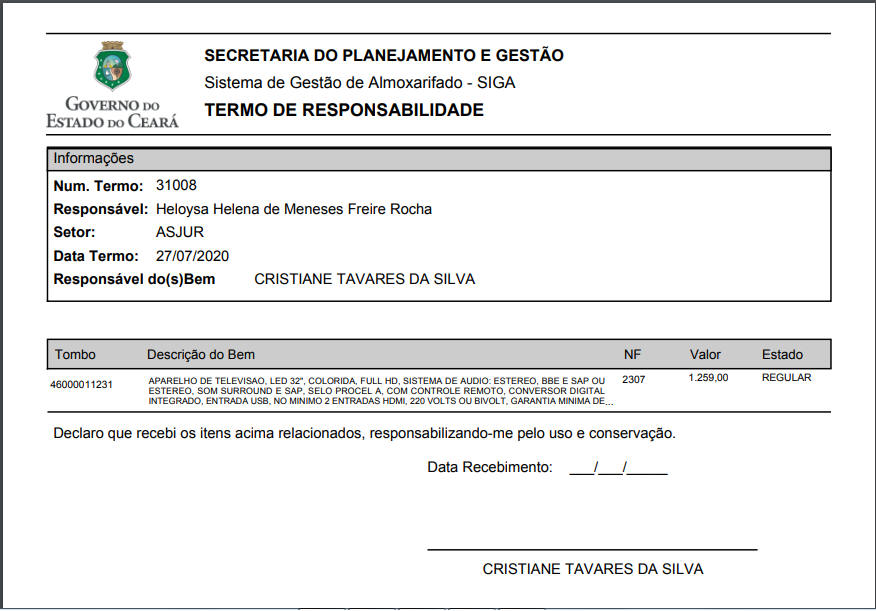 SECRETARIA DO PLANEJAMENTO E GESTÃO
Sistema de Gestão de Almoxarifado - SIGA
TERMO DE RESPONSABILIDADE
GOVERNO DO
ESTADO DO CEARÁ
Informações
Num. Termo: 31008
Responsável: Heloysa Helena de Meneses Freire Rocha
Setor: ASJUR
Data Termo: 27/07/2020
Responsável do(s)Bem CRISTIANE TAVARES DA SILVA
Tombo Descrição do Bem NF Valor Estado
46000011231 APARELHO DE TELEVISAO, LED 32", COLORIDA, FULL HD, SISTEMA DE AUDIO: ESTEREO, BBE E SAP OU 2307 1.259,00 REGULAR
ESTEREO, SOM SURROUND E SAP, SELO PROCEL A, COM CONTROLE REMOTO, CONVERSOR DIGITAL
INTEGRADO, ENTRADA USB, NO MINIMO 2 ENTRADAS HDMI, 220 VOLTS OU BIVOLT, GARANTIA MINIMA DE...
Declaro que recebi os itens acima relacionados, responsabilizando-me pelo uso e conservação.
Data Recebimento: ___/___/_____
CRISTIANE TAVARES DA SILVA